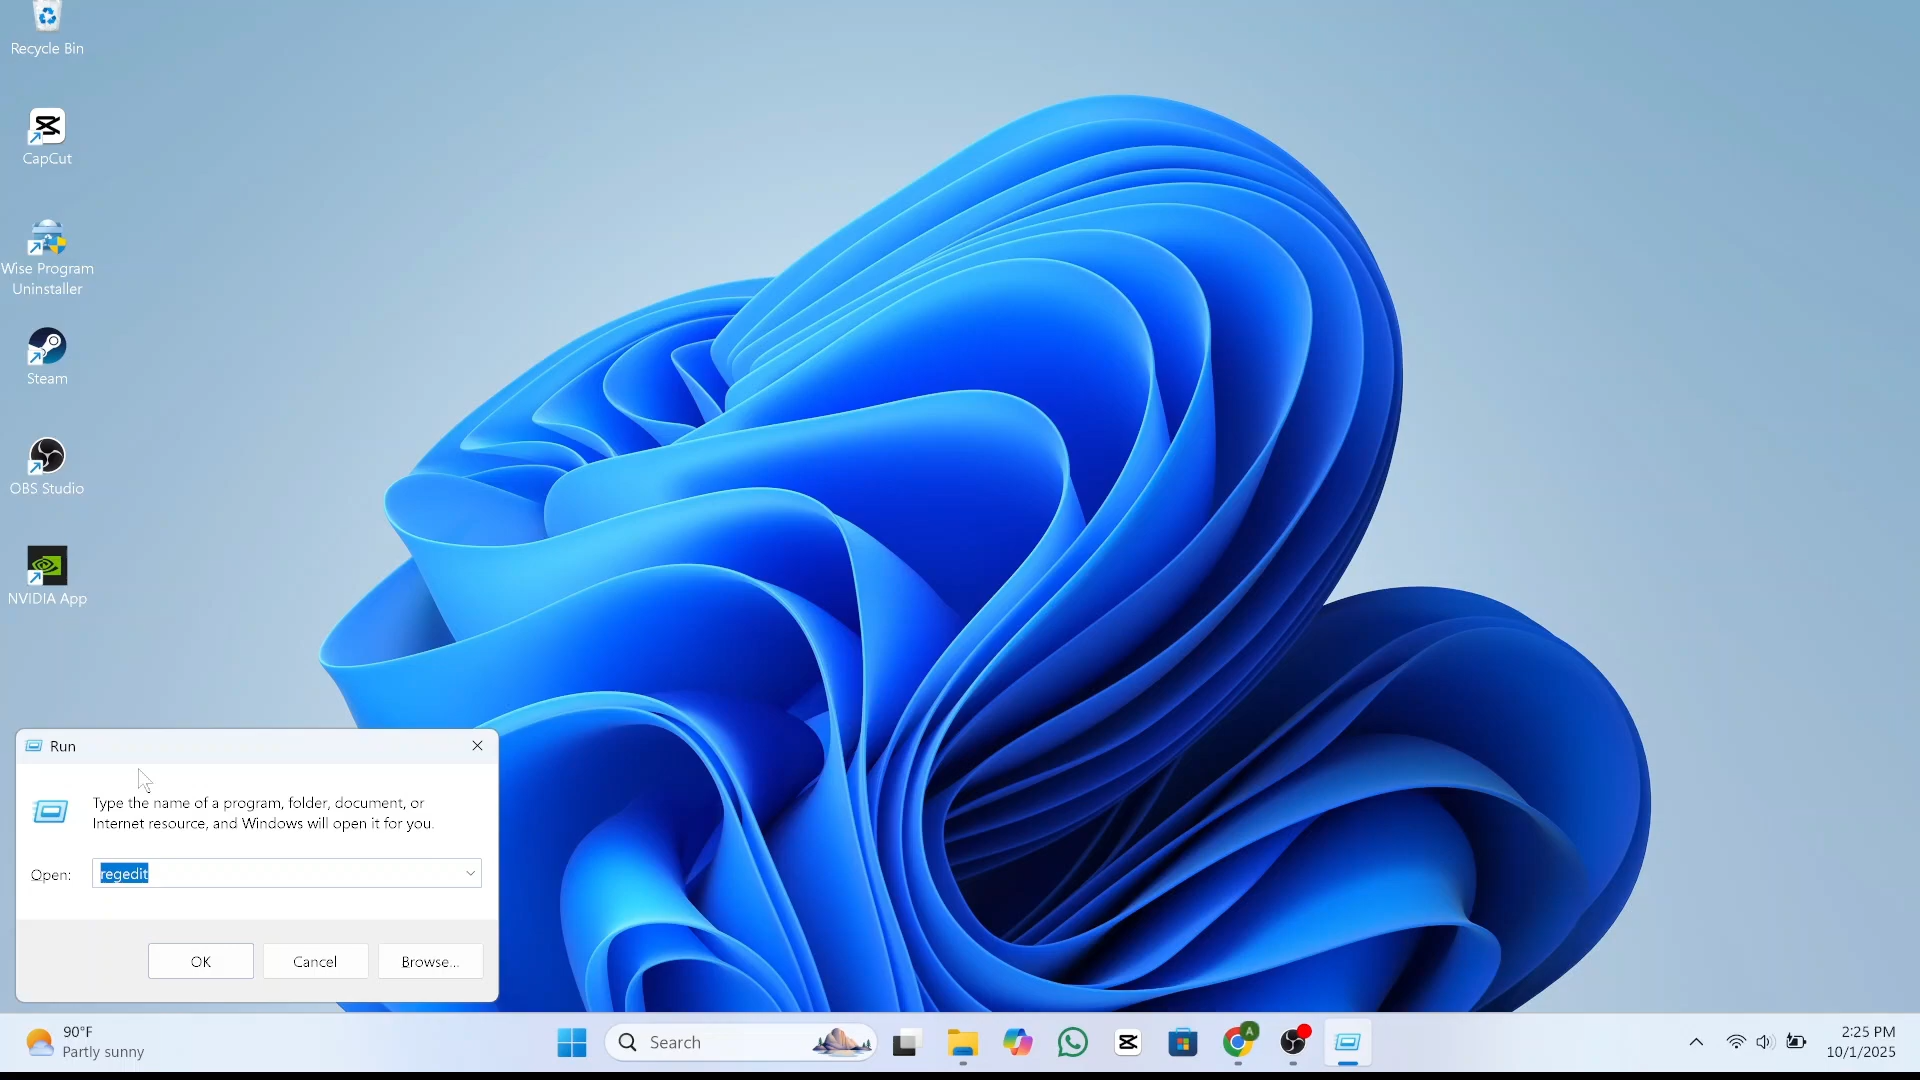 Recycle Bin
CapCut
Wise Program
Uninstaller
Steam
OBS Studio
NVIDIA App
Run
Type the name of a program, folder, document, or
Internet resource, and Windows will open it for you.
Open: regedit
OK Cancel Browse...
90°F
Partly sunny
Search
A
2:25 PM
10/1/2025